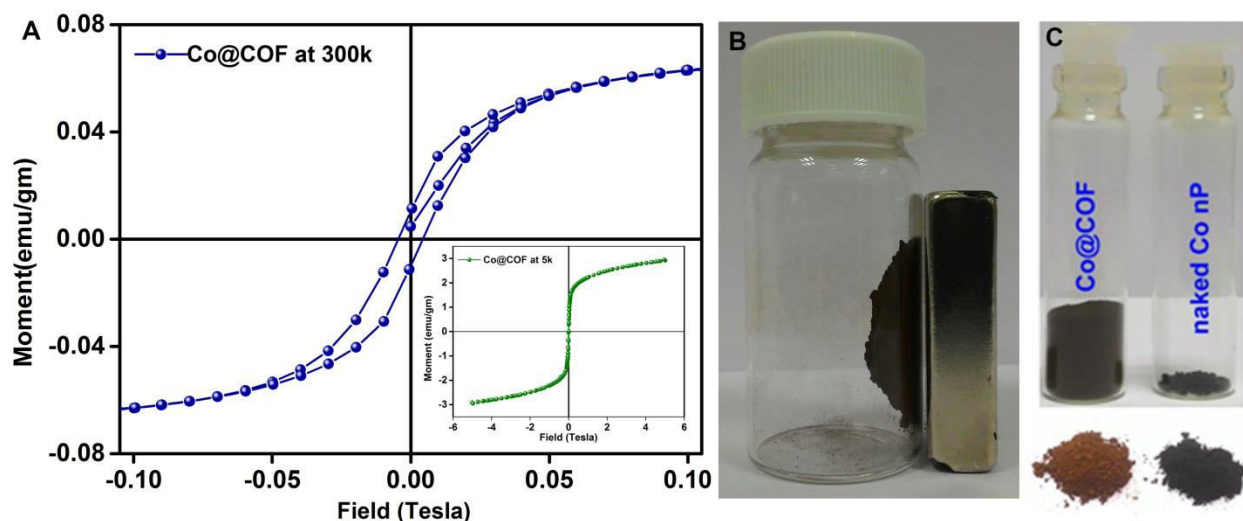 A
Co@COF at 300k
Moment(emu/gm)
0.08
0.04
0.00
-0.04
-0.08
-0.10
-0.05
0.00
0.05
0.10
Field (Tesla)
Co@COF at 5k
Moment (emu/gm)
3
2
1
0
-1
-2
-3
-6
-4
-2
0
2
4
6
Field (Tesla)
B
C
Co@COF
naked Co nP